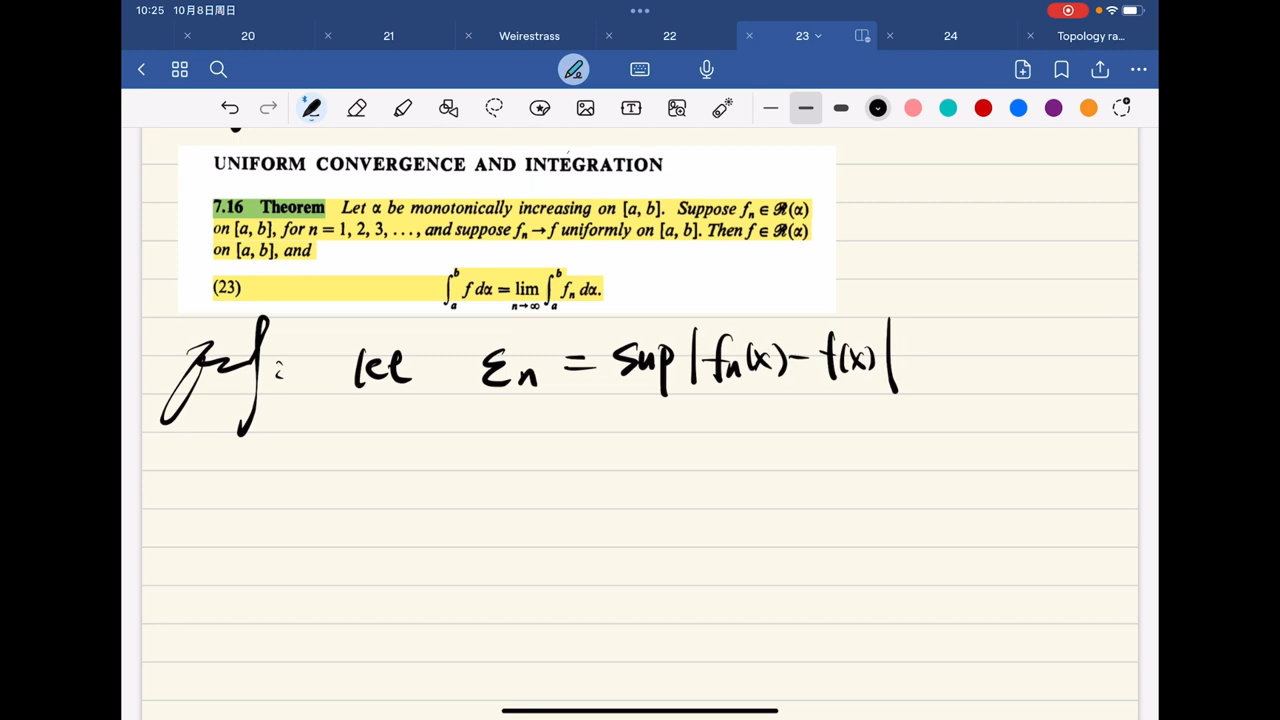 10:25 10月8日周日
20 21 Weirestrass 22 23 24 Topology ra...
UNIFORM CONVERGENCE AND INTEGRATION
7.16 Theorem Let α be monotonically increasing on [a, b]. Suppose fₙ ∈ ℛ(α)
on [a, b], for n = 1, 2, 3, . . . , and suppose fₙ → f uniformly on [a, b]. Then f ∈ ℛ(α)
on [a, b], and
(23) ∫ₐᵇ f dα = lim n→∞ ∫ₐᵇ fₙ dα.
let εₙ = sup |fₙ(x) − f(x)|